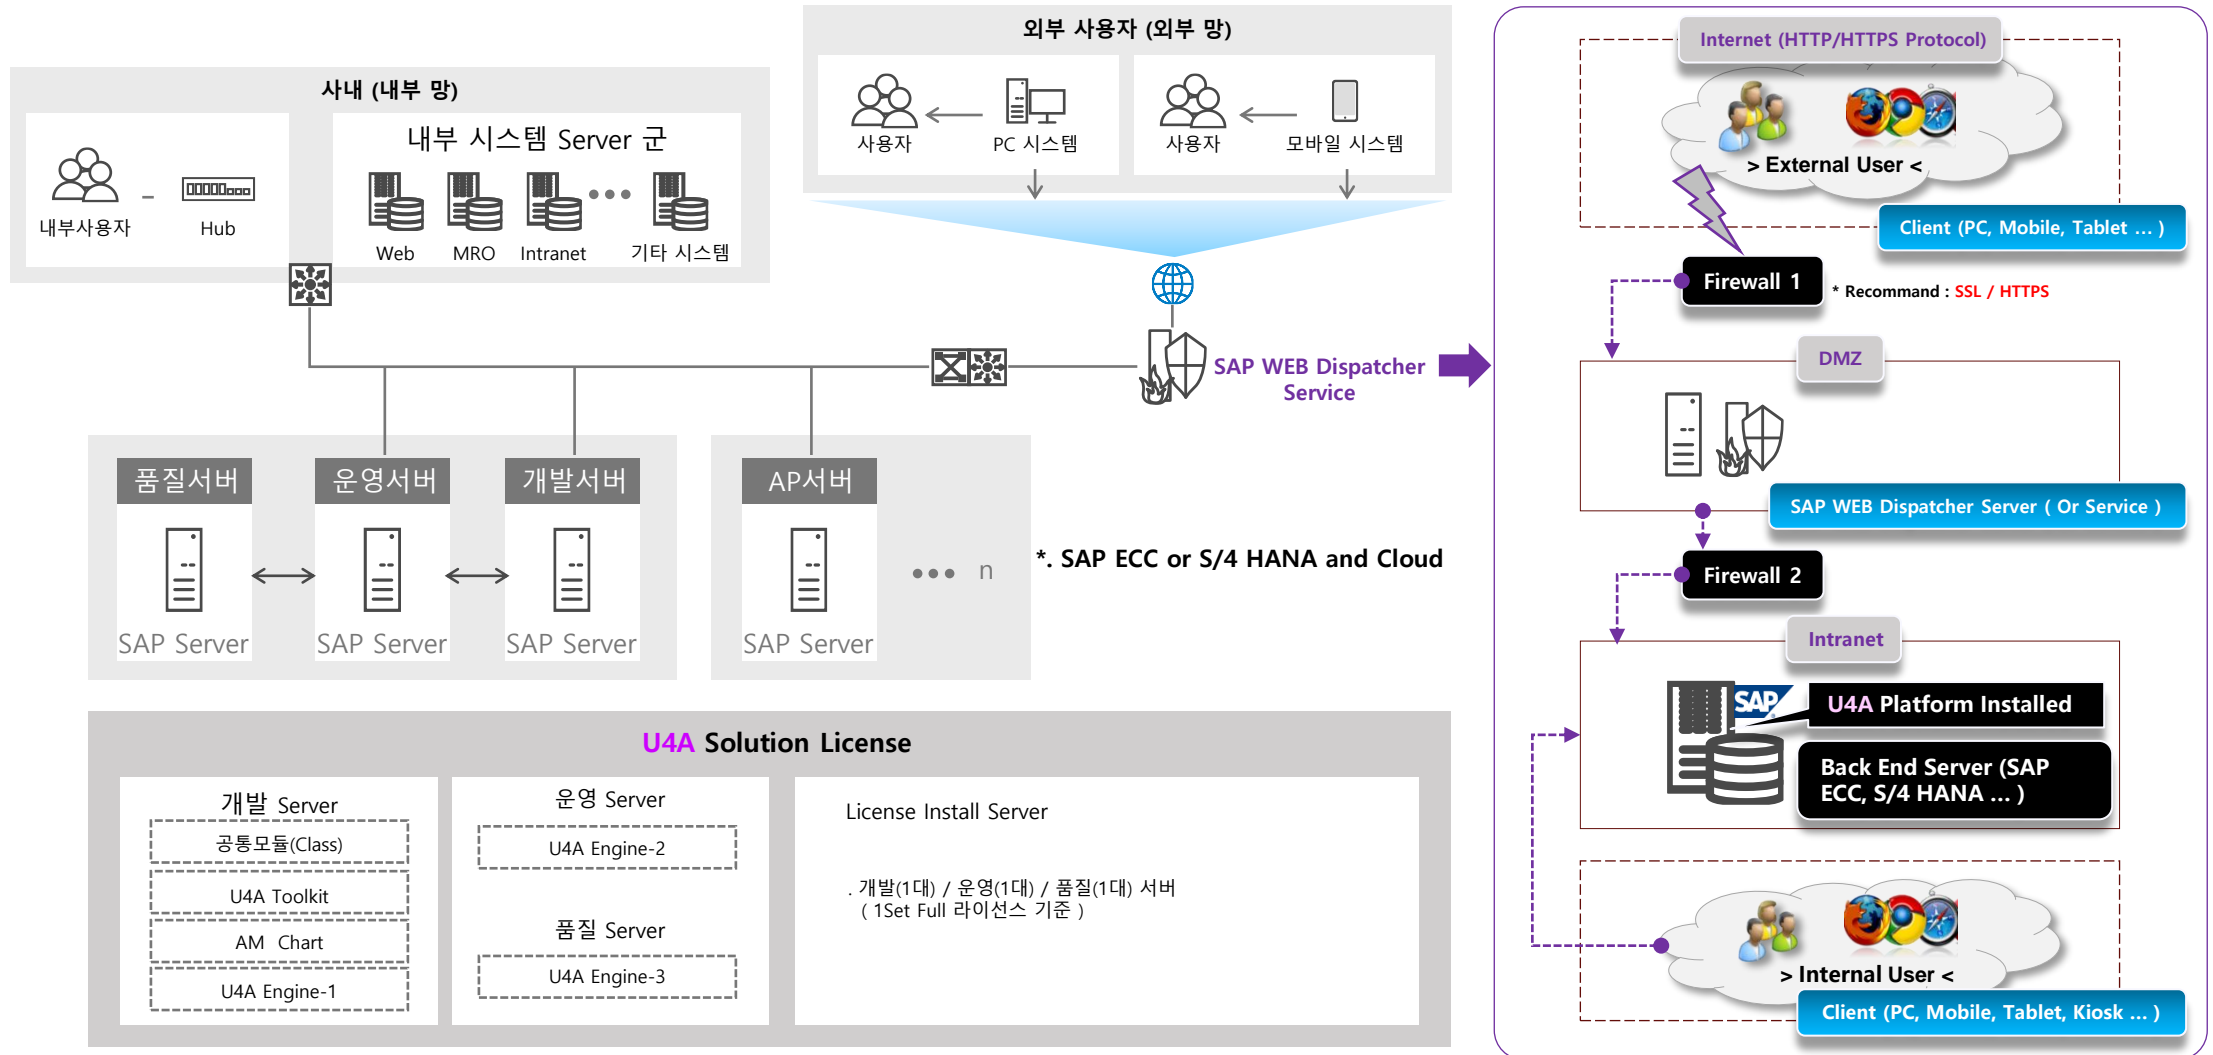 사내 (내부 망)
내부사용자
Hub
내부 시스템 Server 군
Web
MRO
Intranet
기타 시스템
외부 사용자 (외부 망)
사용자
PC 시스템
사용자
모바일 시스템
SAP WEB Dispatcher
Service
품질서버
SAP Server
운영서버
SAP Server
개발서버
SAP Server
AP서버
SAP Server
n
*. SAP ECC or S/4 HANA and Cloud
U4A Solution License
개발 Server
공통모듈(Class)
U4A Toolkit
AM Chart
U4A Engine-1
운영 Server
U4A Engine-2
품질 Server
U4A Engine-3
License Install Server
. 개발(1대) / 운영(1대) / 품질(1대) 서버
( 1Set Full 라이선스 기준 )
Internet (HTTP/HTTPS Protocol)
> External User <
Client (PC, Mobile, Tablet ... )
Firewall 1
* Recommand : SSL / HTTPS
DMZ
SAP WEB Dispatcher Server ( Or Service )
Firewall 2
Intranet
SAP
U4A Platform Installed
Back End Server (SAP
ECC, S/4 HANA ... )
> Internal User <
Client (PC, Mobile, Tablet, Kiosk ... )